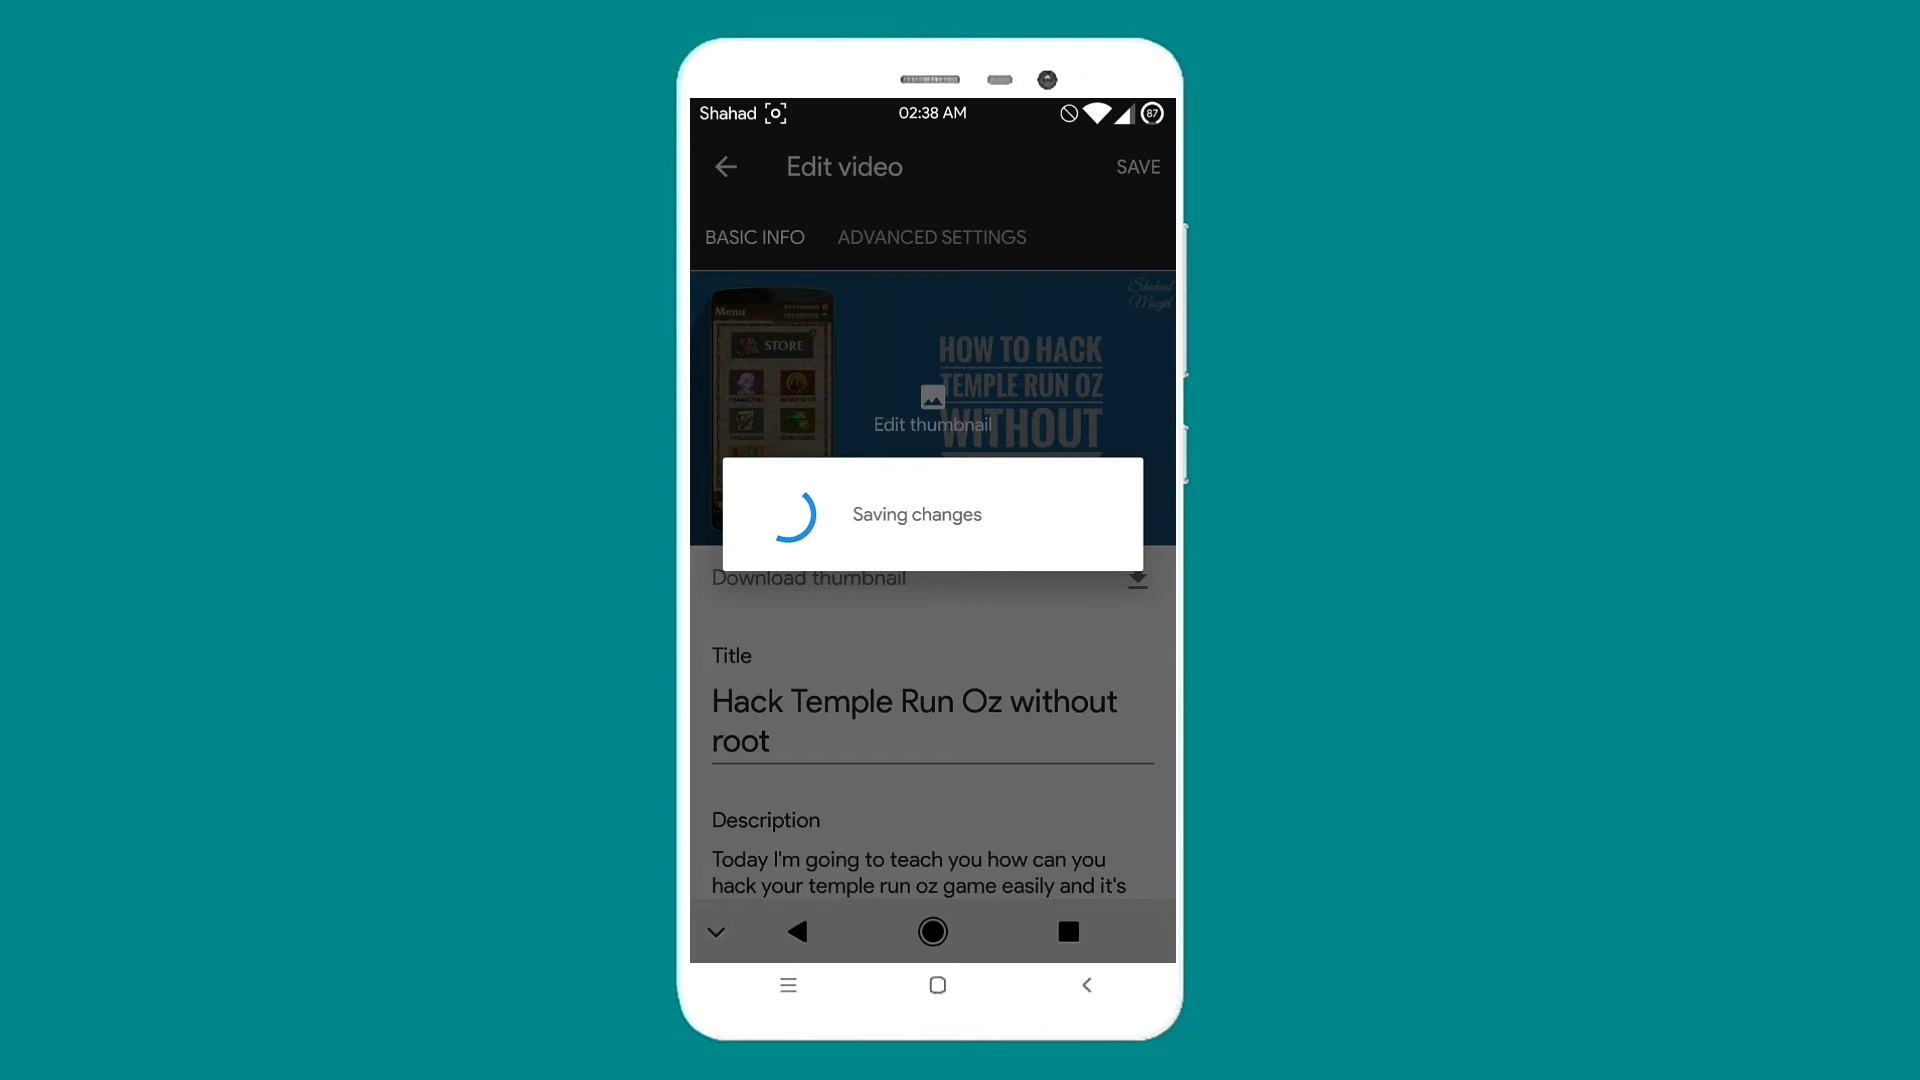 Shahad
02:38 AM
87
Edit video
SAVE
BASIC INFO
ADVANCED SETTINGS
Shahad
Menu
STORE
HOW TO HACK
TEMPLE RUN OZ
WITHOUT
Edit thumbnail
Saving changes
Download thumbnail
Title
Hack Temple Run Oz without
root
Description
Today I'm going to teach you how can you
hack your temple run oz game easily and it's